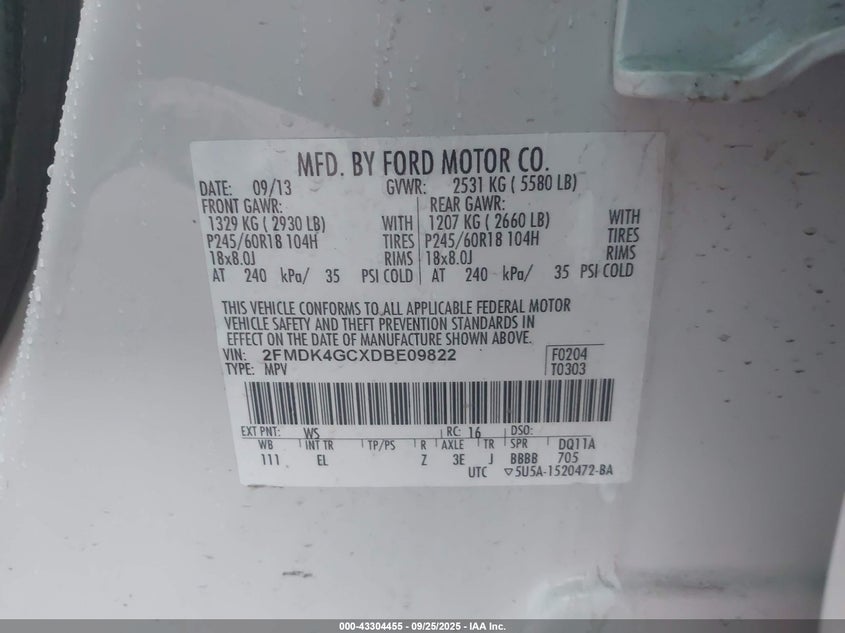 MFD. BY FORD MOTOR CO.
DATE: 09/13 GVWR: 2531 KG ( 5580 LB)
FRONT GAWR: REAR GAWR:
1329 KG ( 2930 LB) WITH 1207 KG ( 2660 LB) WITH
P245/60R18 104H TIRES P245/60R18 104H TIRES
18x8.0J RIMS 18x8.0J RIMS
AT 240 kPa/ 35 PSI COLD AT 240 kPa/ 35 PSI COLD
THIS VEHICLE CONFORMS TO ALL APPLICABLE FEDERAL MOTOR
VEHICLE SAFETY AND THEFT PREVENTION STANDARDS IN
EFFECT ON THE DATE OF MANUFACTURE SHOWN ABOVE.
VIN: 2FMDK4GCXDBE09822 F0204
TYPE: MPV T0303
EXT PNT: WS RC: 16 DSO:
WB INT TR TP/PS R AXLE TR SPR DQ11A
111 EL Z 3E J BBBB 705
UTC ▽5U5A-1520472-BA
000-43304455 - 09/25/2025 - IAA Inc.